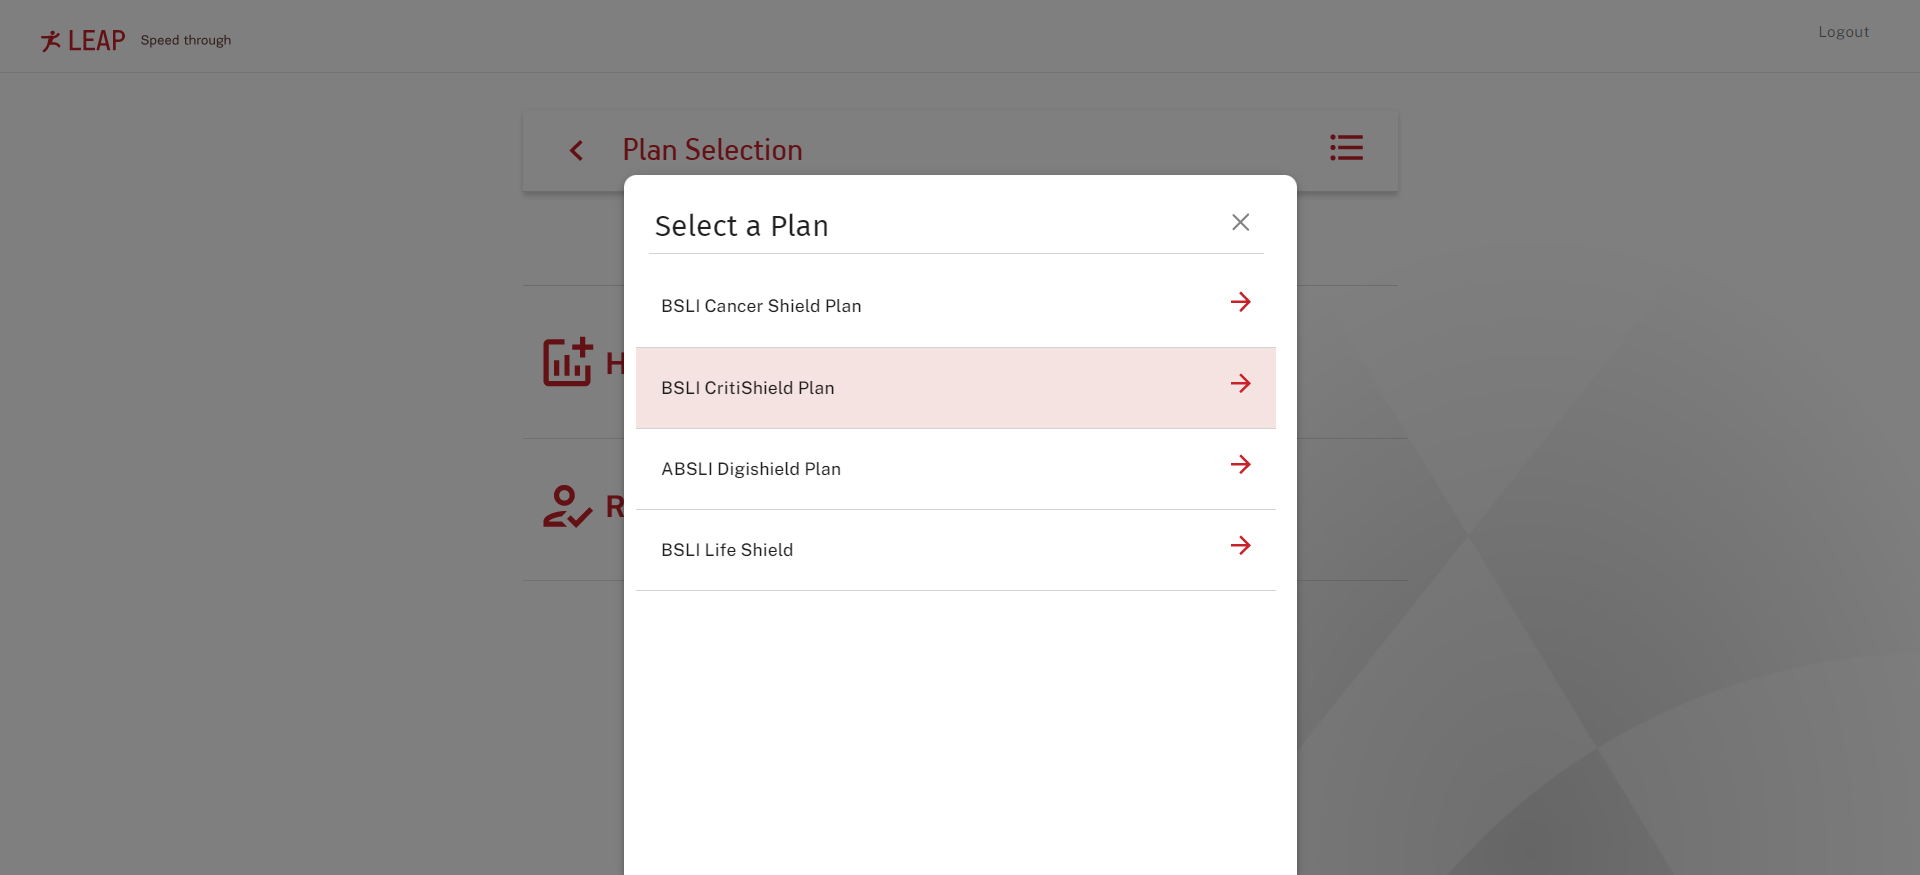 LEAP Speed through
Logout
Plan Selection
Select a Plan
BSLI Cancer Shield Plan
H
BSLI CritiShield Plan
ABSLI Digishield Plan
R
BSLI Life Shield